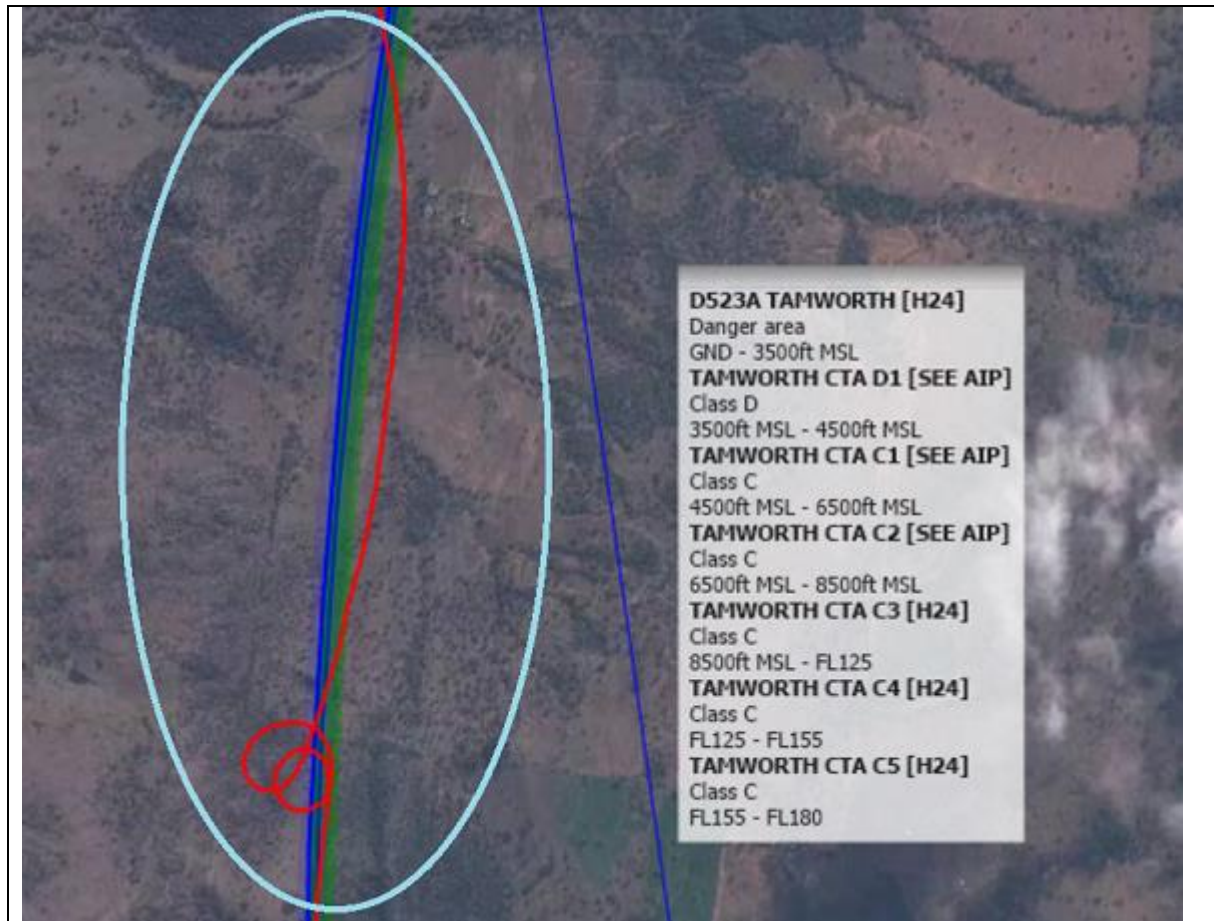 D523A TAMWORTH [H24]
Danger area
GND - 3500ft MSL
TAMWORTH CTA D1 [SEE AIP]
Class D
3500ft MSL - 4500ft MSL
TAMWORTH CTA C1 [SEE AIP]
Class C
4500ft MSL - 6500ft MSL
TAMWORTH CTA C2 [SEE AIP]
Class C
6500ft MSL - 8500ft MSL
TAMWORTH CTA C3 [H24]
Class C
8500ft MSL - FL125
TAMWORTH CTA C4 [H24]
Class C
FL125 - FL155
TAMWORTH CTA C5 [H24]
Class C
FL155 - FL180